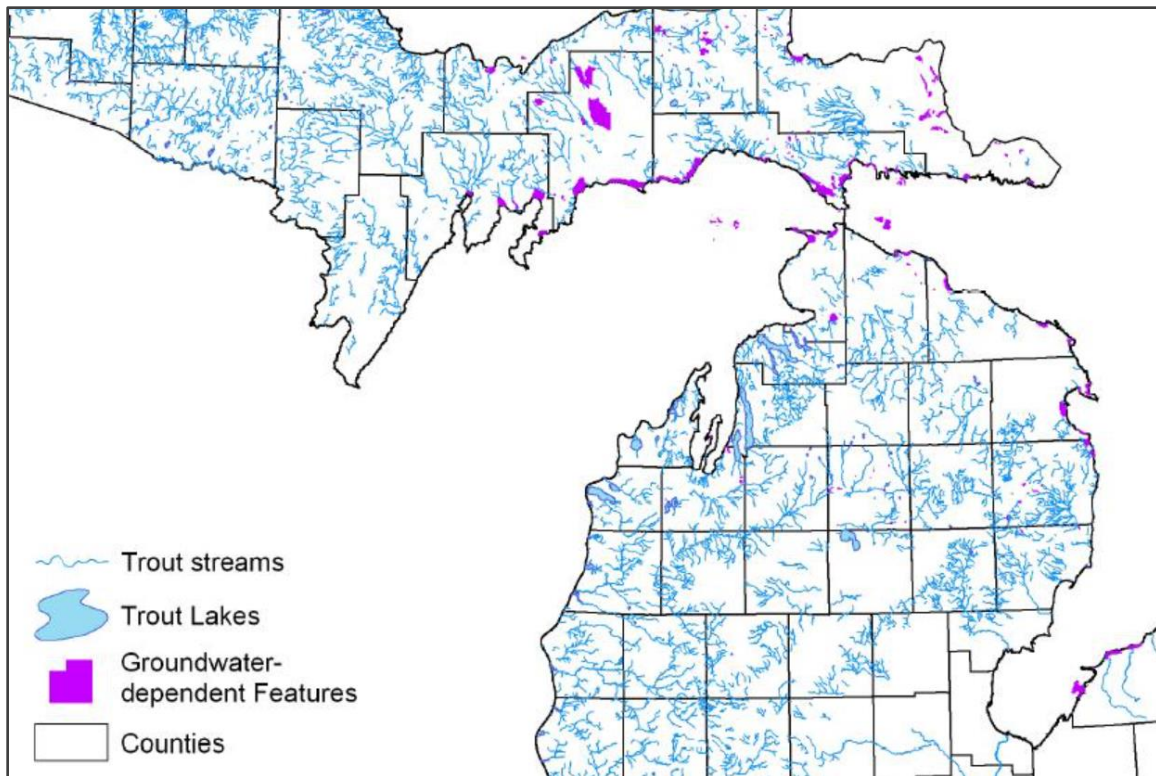 Trout streams
Trout Lakes
Groundwater-
dependent Features
Counties